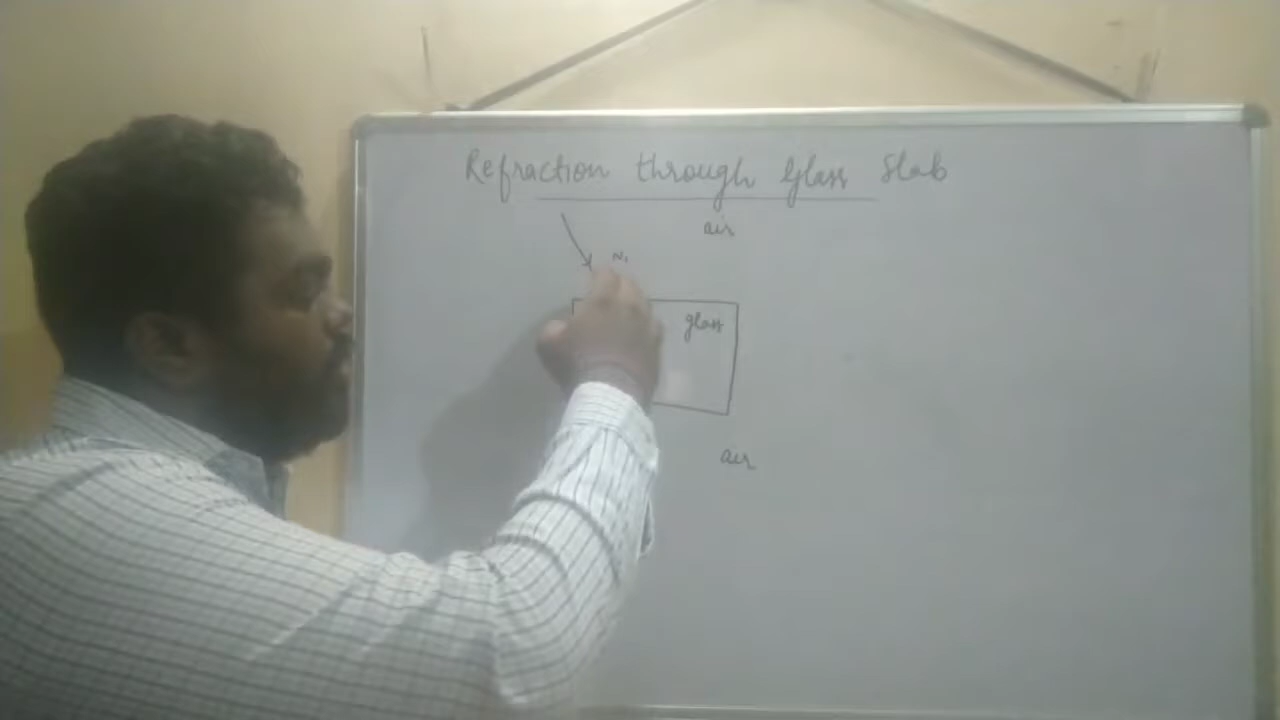 Refraction through Glass Slab
air
N₁
glass
air